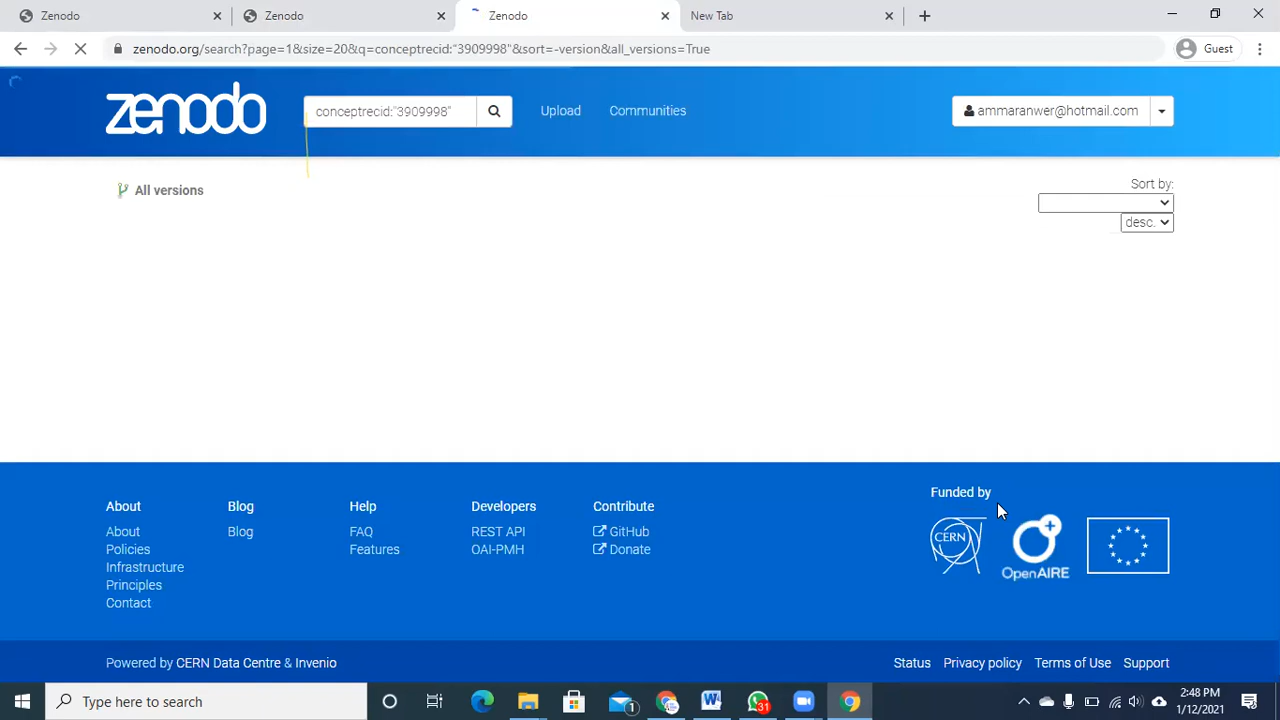 Zenodo
Zenodo
Zenodo
New Tab
zenodo.org/search?page=1&size=20&q=conceptrecid:"3909998"&sort=-version&all_versions=True
Guest
zenodo
conceptrecid:"3909998"
Upload
Communities
ammaranwer@hotmail.com
All versions
Sort by:
desc.
About
Blog
Help
Developers
Contribute
Funded by
About
Blog
FAQ
REST API
GitHub
Policies
Features
OAI-PMH
Donate
Infrastructure
Principles
Contact
CERN
OpenAIRE
Powered by CERN Data Centre & Invenio
Status
Privacy policy
Terms of Use
Support
Type here to search
1
31
2:48 PM
1/12/2021
1